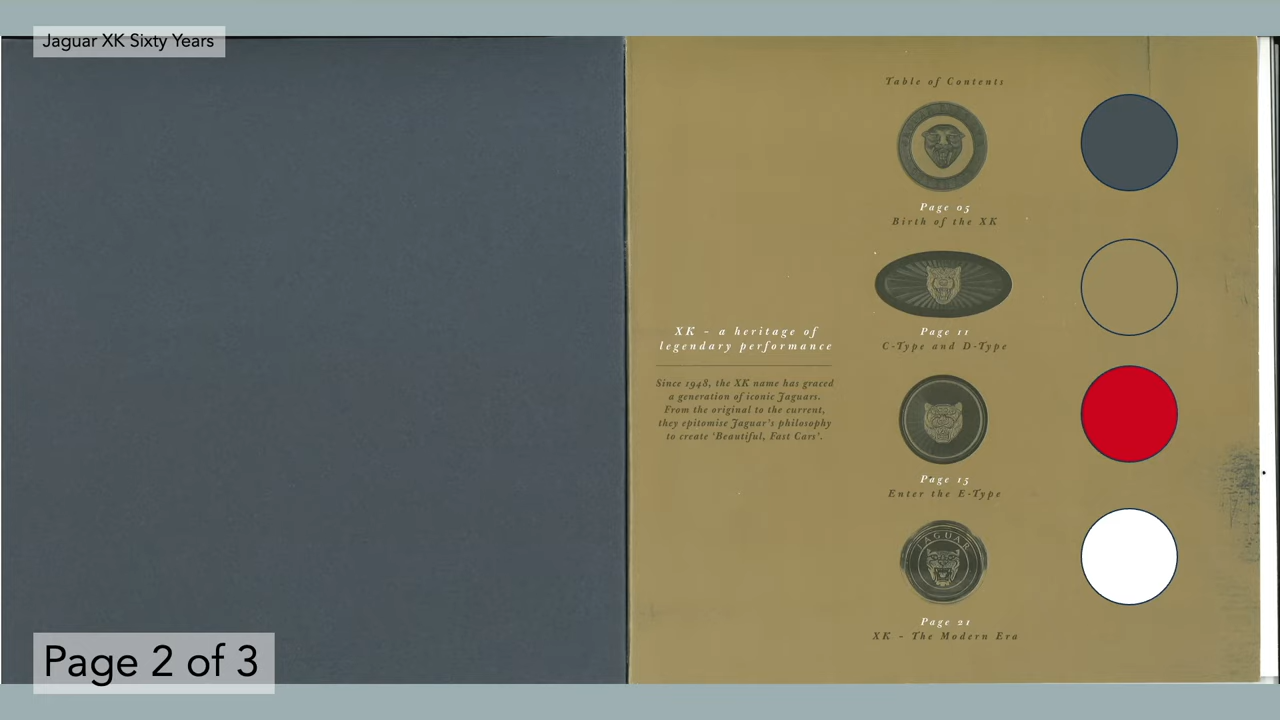 Jaguar XK Sixty Years
Table of Contents
Page 05
Birth of the XK
Page 11
C-Type and D-Type
XK - a heritage of
legendary performance
Since 1948, the XK name has graced
a generation of iconic Jaguars.
From the original to the current,
they epitomise Jaguar's philosophy
to create 'Beautiful, Fast Cars'.
Page 15
Enter the E-Type
JAGUAR
Page 21
XK - The Modern Era
Page 2 of 3